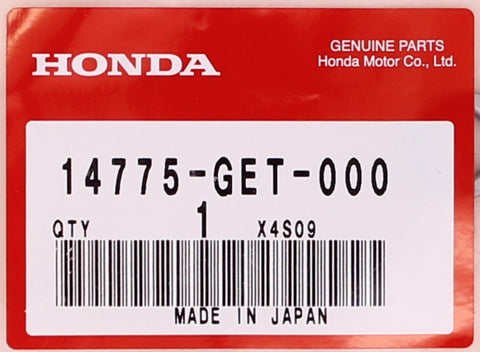 HONDA
GENUINE PARTS
Honda Motor Co., Ltd.
14775-GET-000
QTY 1 X4S09
MADE IN JAPAN